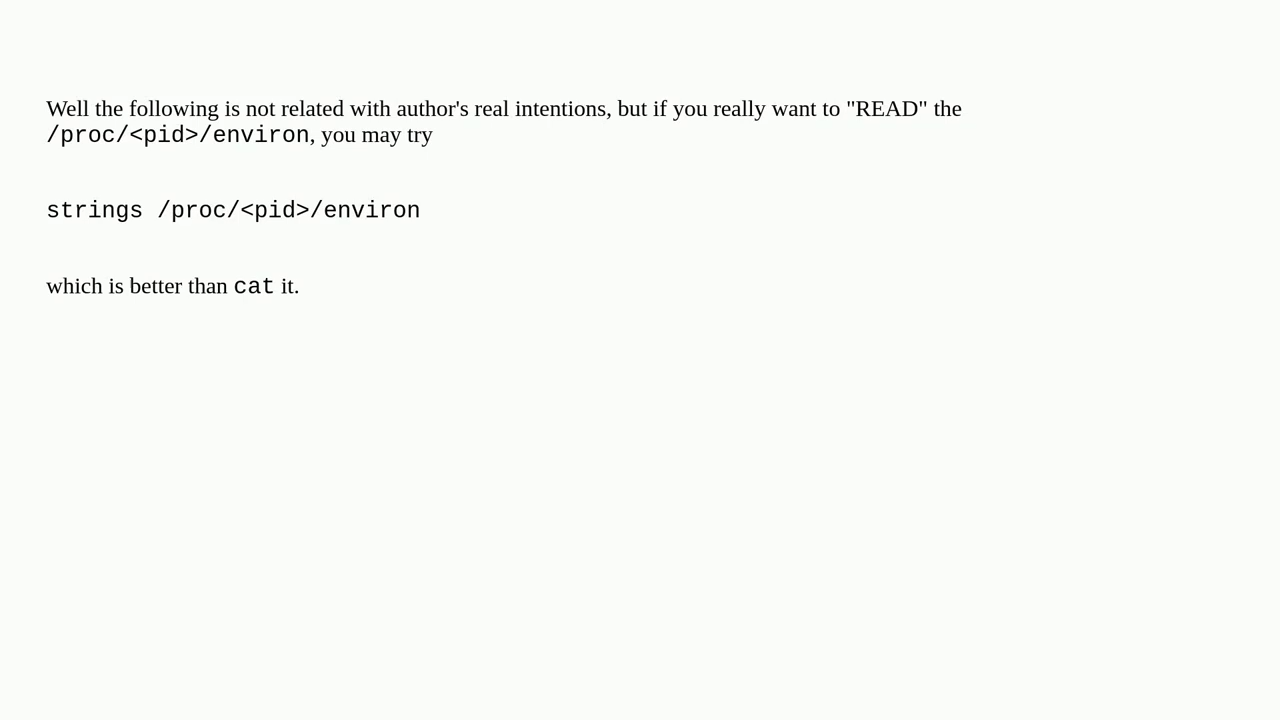 Well the following is not related with author's real intentions, but if you really want to "READ" the
/proc/<pid>/environ, you may try
strings /proc/<pid>/environ
which is better than cat it.